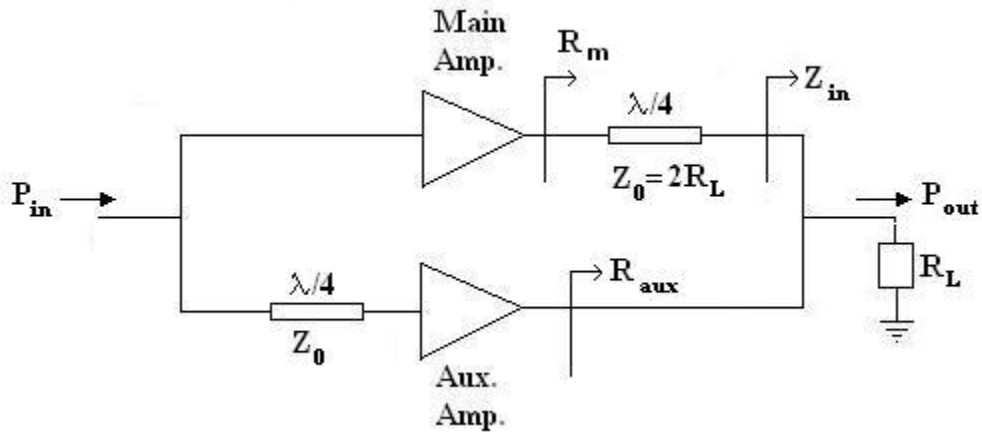 Main
Amp.
R_m
λ/4
Z_in
Z_0=2R_L
P_in
P_out
λ/4
R_aux
R_L
Z_0
Aux.
Amp.